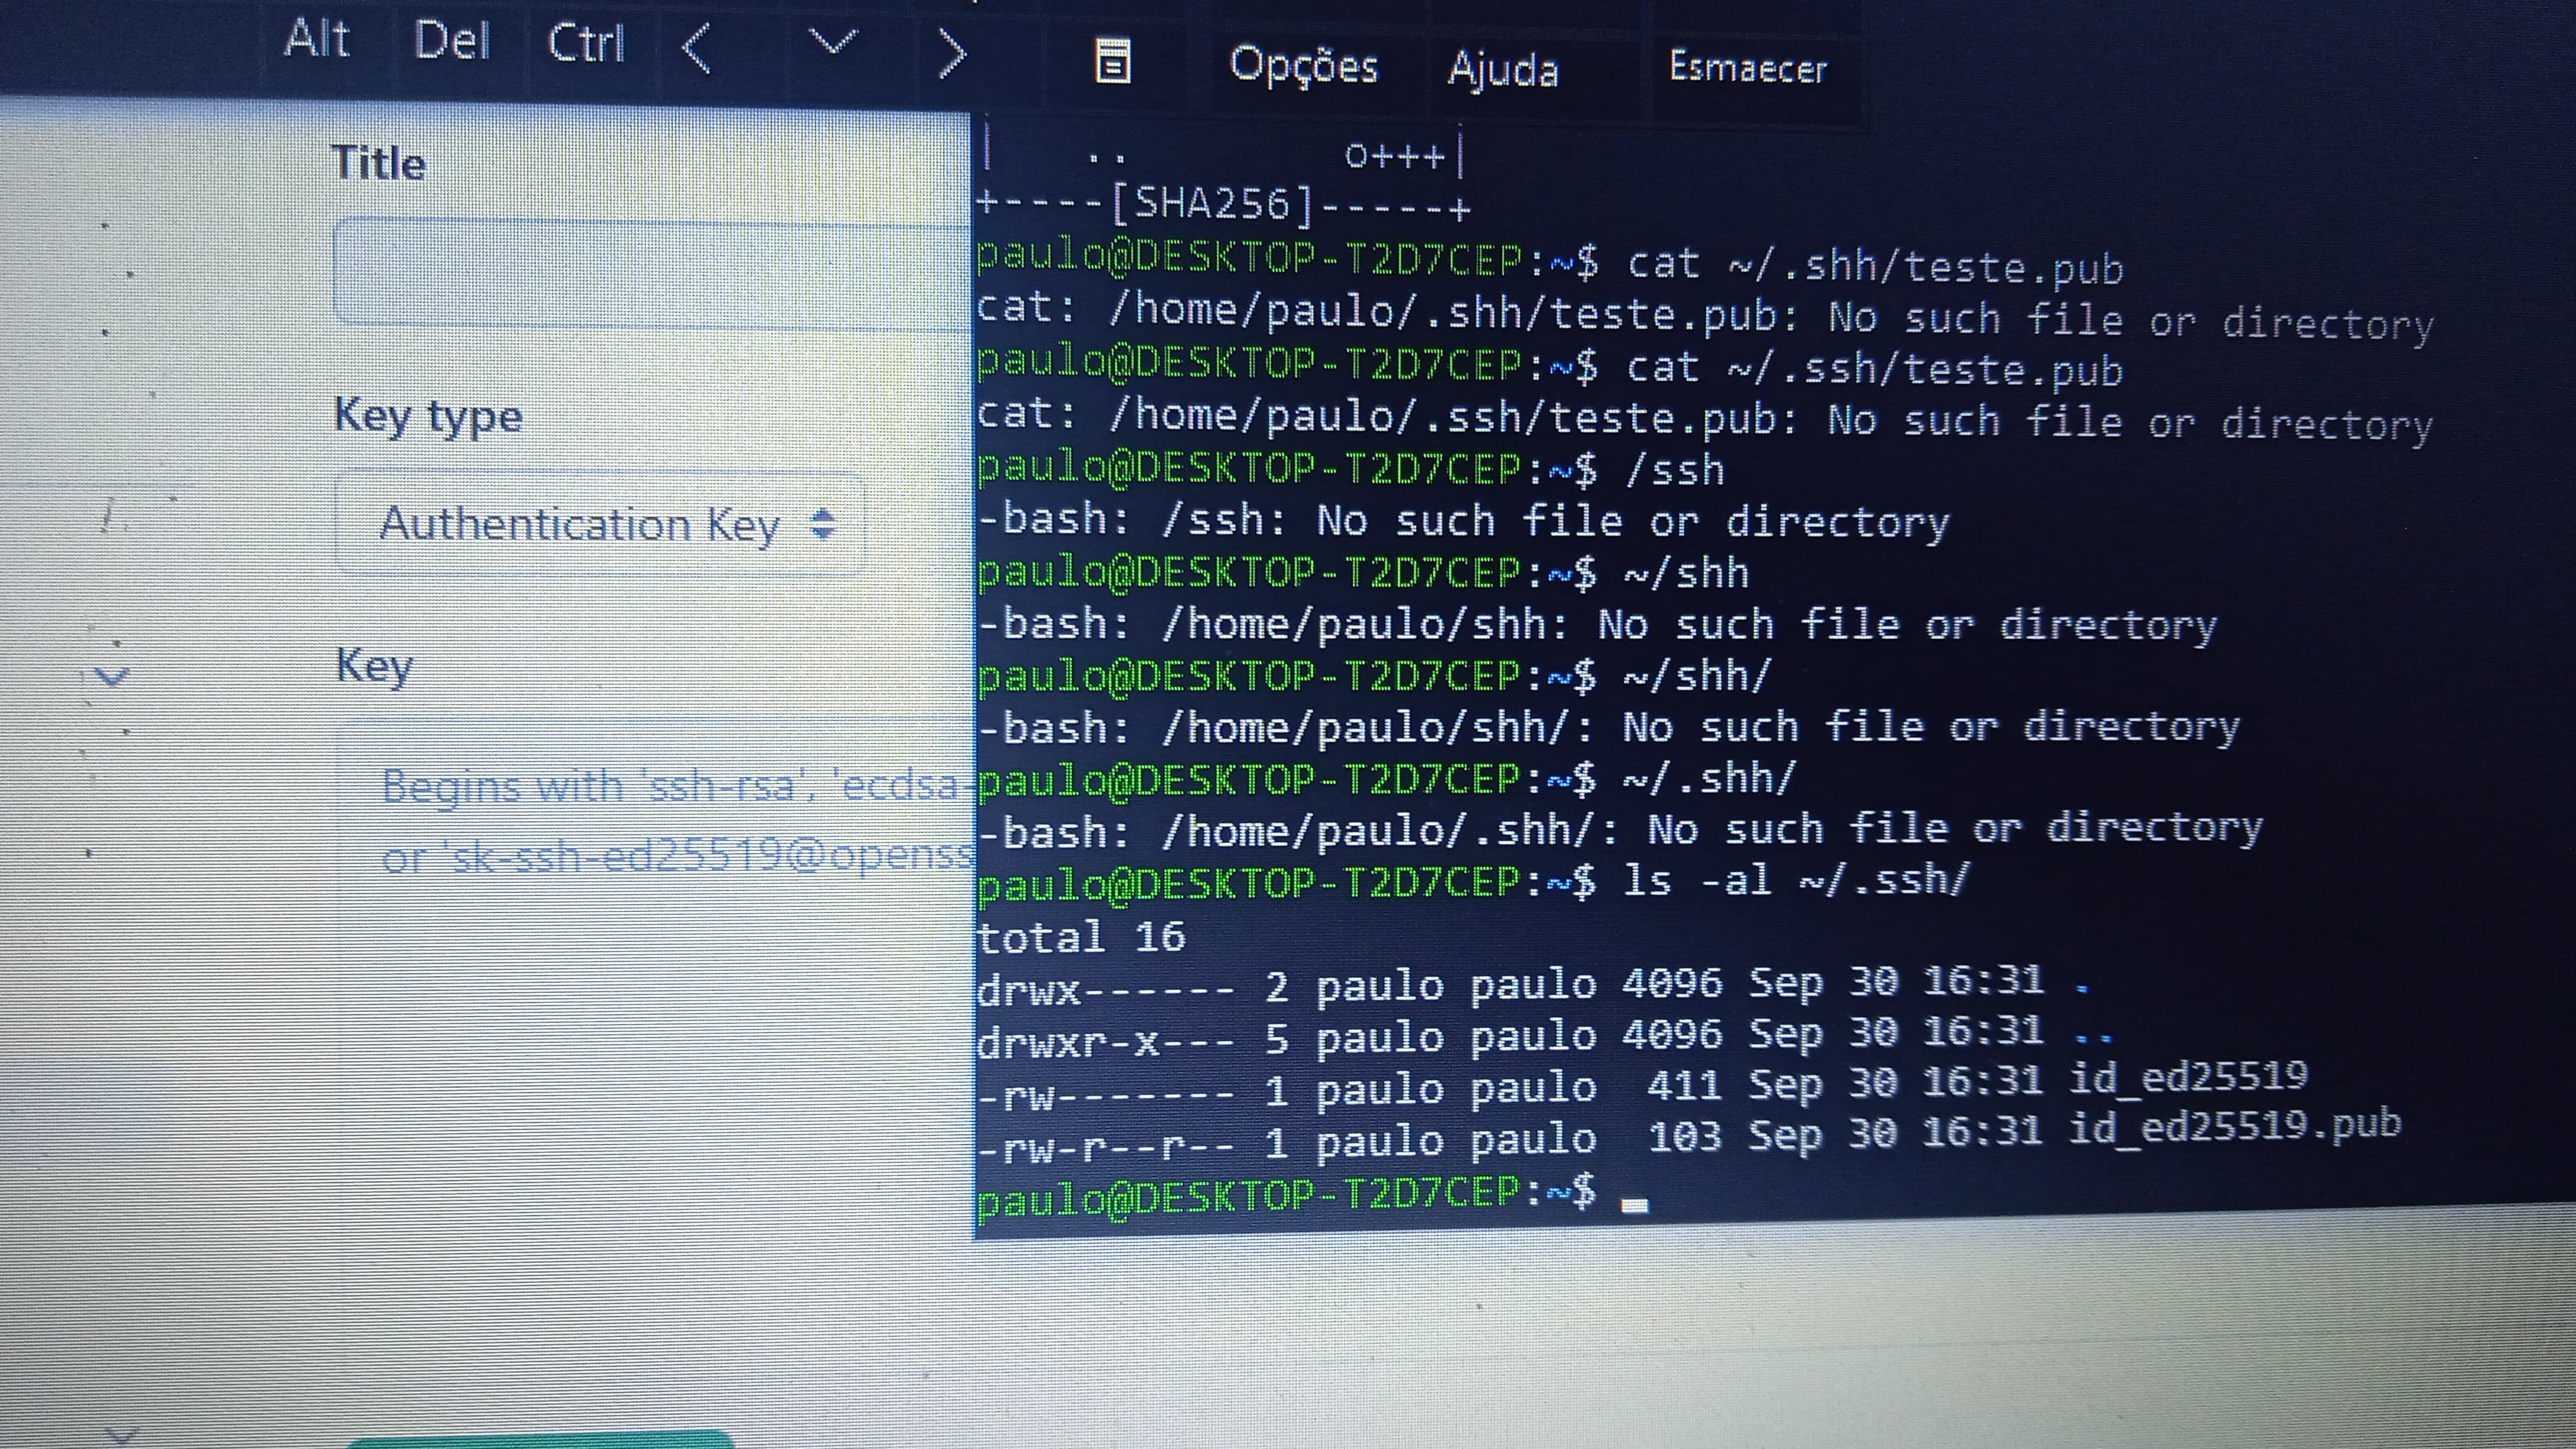 Alt Del Ctrl Opções Ajuda Esmaecer
Title
Key type
Authentication Key
Key
Begins with 'ssh-rsa', 'ecdsa-
or 'sk-ssh-ed25519@openss
| .. o+++|
+----[SHA256]-----+
paulo@DESKTOP-T2D7CEP:~$ cat ~/.shh/teste.pub
cat: /home/paulo/.shh/teste.pub: No such file or directory
paulo@DESKTOP-T2D7CEP:~$ cat ~/.ssh/teste.pub
cat: /home/paulo/.ssh/teste.pub: No such file or directory
paulo@DESKTOP-T2D7CEP:~$ /ssh
-bash: /ssh: No such file or directory
paulo@DESKTOP-T2D7CEP:~$ ~/shh
-bash: /home/paulo/shh: No such file or directory
paulo@DESKTOP-T2D7CEP:~$ ~/shh/
-bash: /home/paulo/shh/: No such file or directory
paulo@DESKTOP-T2D7CEP:~$ ~/.shh/
-bash: /home/paulo/.shh/: No such file or directory
paulo@DESKTOP-T2D7CEP:~$ ls -al ~/.ssh/
total 16
drwx------ 2 paulo paulo 4096 Sep 30 16:31 .
drwxr-x--- 5 paulo paulo 4096 Sep 30 16:31 ..
-rw------- 1 paulo paulo 411 Sep 30 16:31 id_ed25519
-rw-r--r-- 1 paulo paulo 103 Sep 30 16:31 id_ed25519.pub
paulo@DESKTOP-T2D7CEP:~$